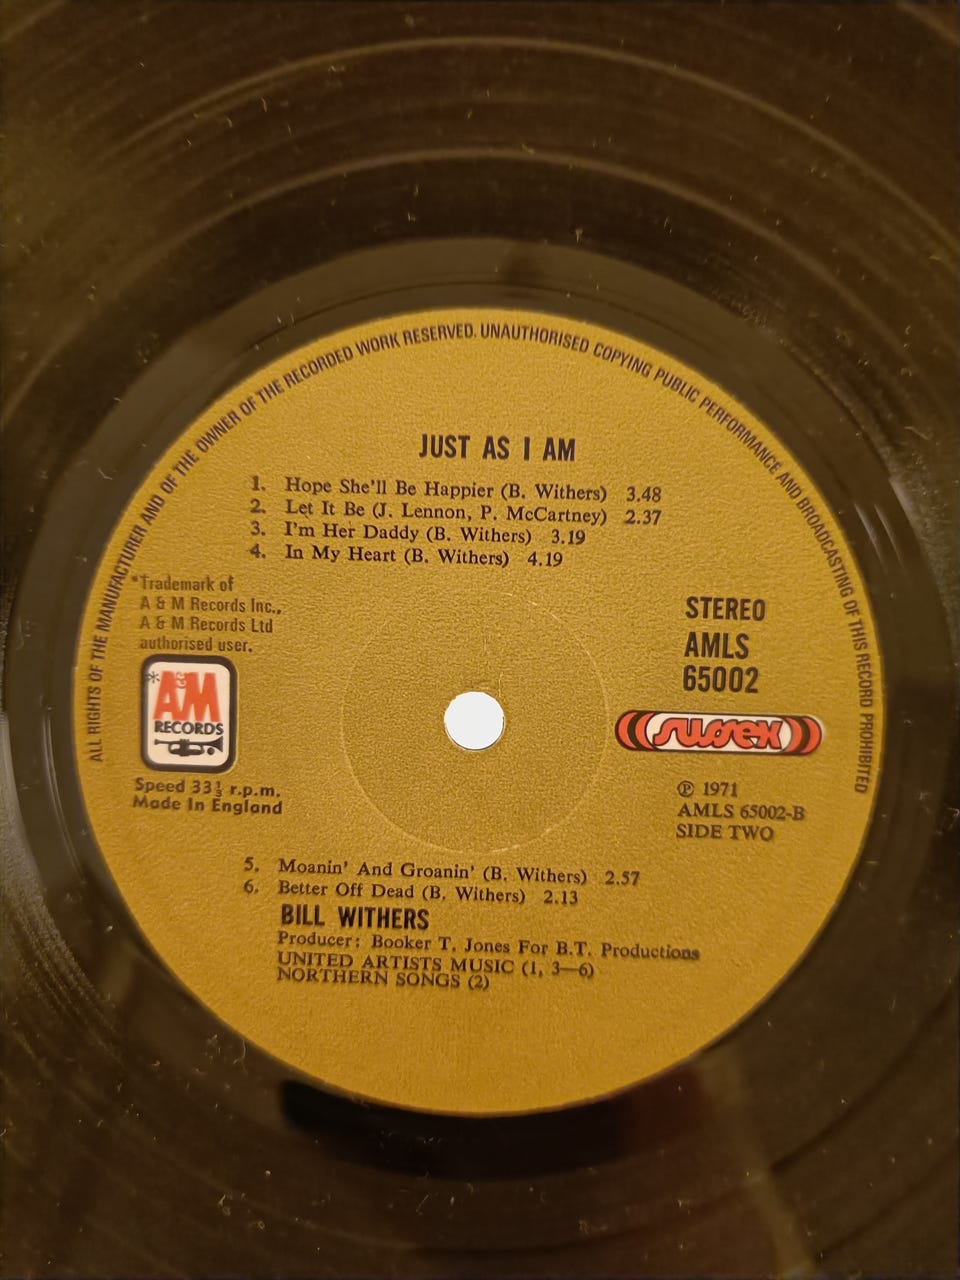 ALL RIGHTS OF THE MANUFACTURER AND OF THE OWNER OF THE RECORDED WORK RESERVED. UNAUTHORISED COPYING PUBLIC PERFORMANCE AND BROADCASTING OF THIS RECORD PROHIBITED
JUST AS I AM
1. Hope She'll Be Happier (B. Withers) 3.48
2. Let It Be (J. Lennon, P. McCartney) 2.37
3. I'm Her Daddy (B. Withers) 3.19
4. In My Heart (B. Withers) 4.19
*Trademark of
A & M Records Inc.,
A & M Records Ltd
authorised user.
*A&M
RECORDS
Speed 33⅓ r.p.m.
Made In England
STEREO
AMLS
65002
sussex
℗ 1971
AMLS 65002-B
SIDE TWO
5. Moanin' And Groanin' (B. Withers) 2.57
6. Better Off Dead (B. Withers) 2.13
BILL WITHERS
Producer: Booker T. Jones For B.T. Productions
UNITED ARTISTS MUSIC (1, 3—6)
NORTHERN SONGS (2)